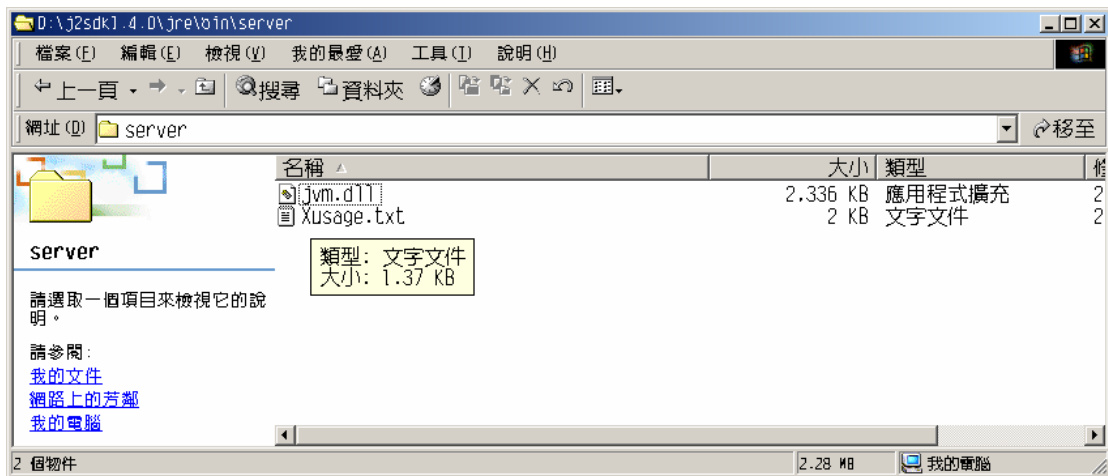 D:\j2sdk1.4.0\jre\bin\server
檔案(F) 編輯(E) 檢視(V) 我的最愛(A) 工具(T) 說明(H)
上一頁 搜尋 資料夾
網址(D) server 移至
名稱 大小 類型
jvm.dll 2,336 KB 應用程式擴充 2
Xusage.txt 2 KB 文字文件 2
類型: 文字文件
大小: 1.37 KB
server
請選取一個項目來檢視它的說
明。
請參閱:
我的文件
網路上的芳鄰
我的電腦
2 個物件 2.28 MB 我的電腦